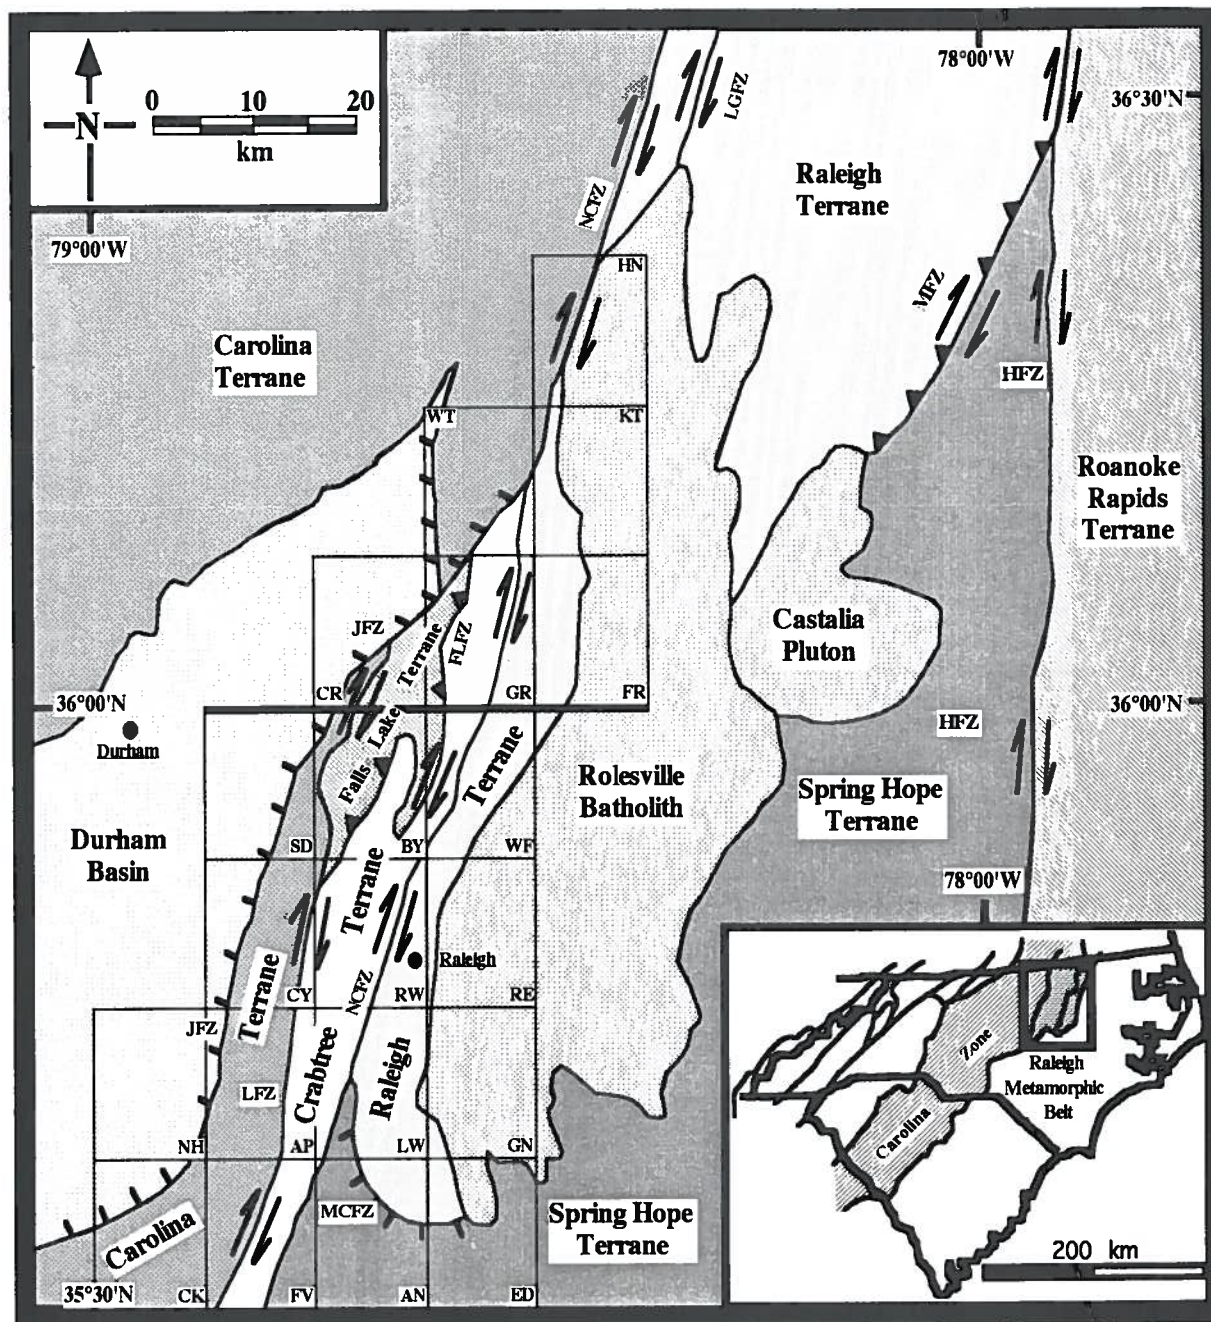 0 10 20
km
N
79°00'W
78°00'W
36°30'N
LGFZ
NCFZ
Raleigh
Terrane
HN
MFZ
Carolina
Terrane
HFZ
WT
KT
Roanoke
Rapids
Terrane
JFZ
Falls Lake Terrane
FLFZ
Castalia
Pluton
CR
GR
FR
36°00'N
36°00'N
Durham
HFZ
Terrane
Rolesville
Batholith
Spring Hope
Terrane
Durham
Basin
SD
BY
WF
78°00'W
Terrane
Terrane
Raleigh
NCFZ
CY
RW
RE
JFZ
LFZ
Crabtree
Raleigh
NH
AP
LW
GN
MCFZ
Carolina
Spring Hope
Terrane
35°30'N
CK
FV
AN
ED
Zone
Carolina
Raleigh
Metamorphic
Belt
200 km